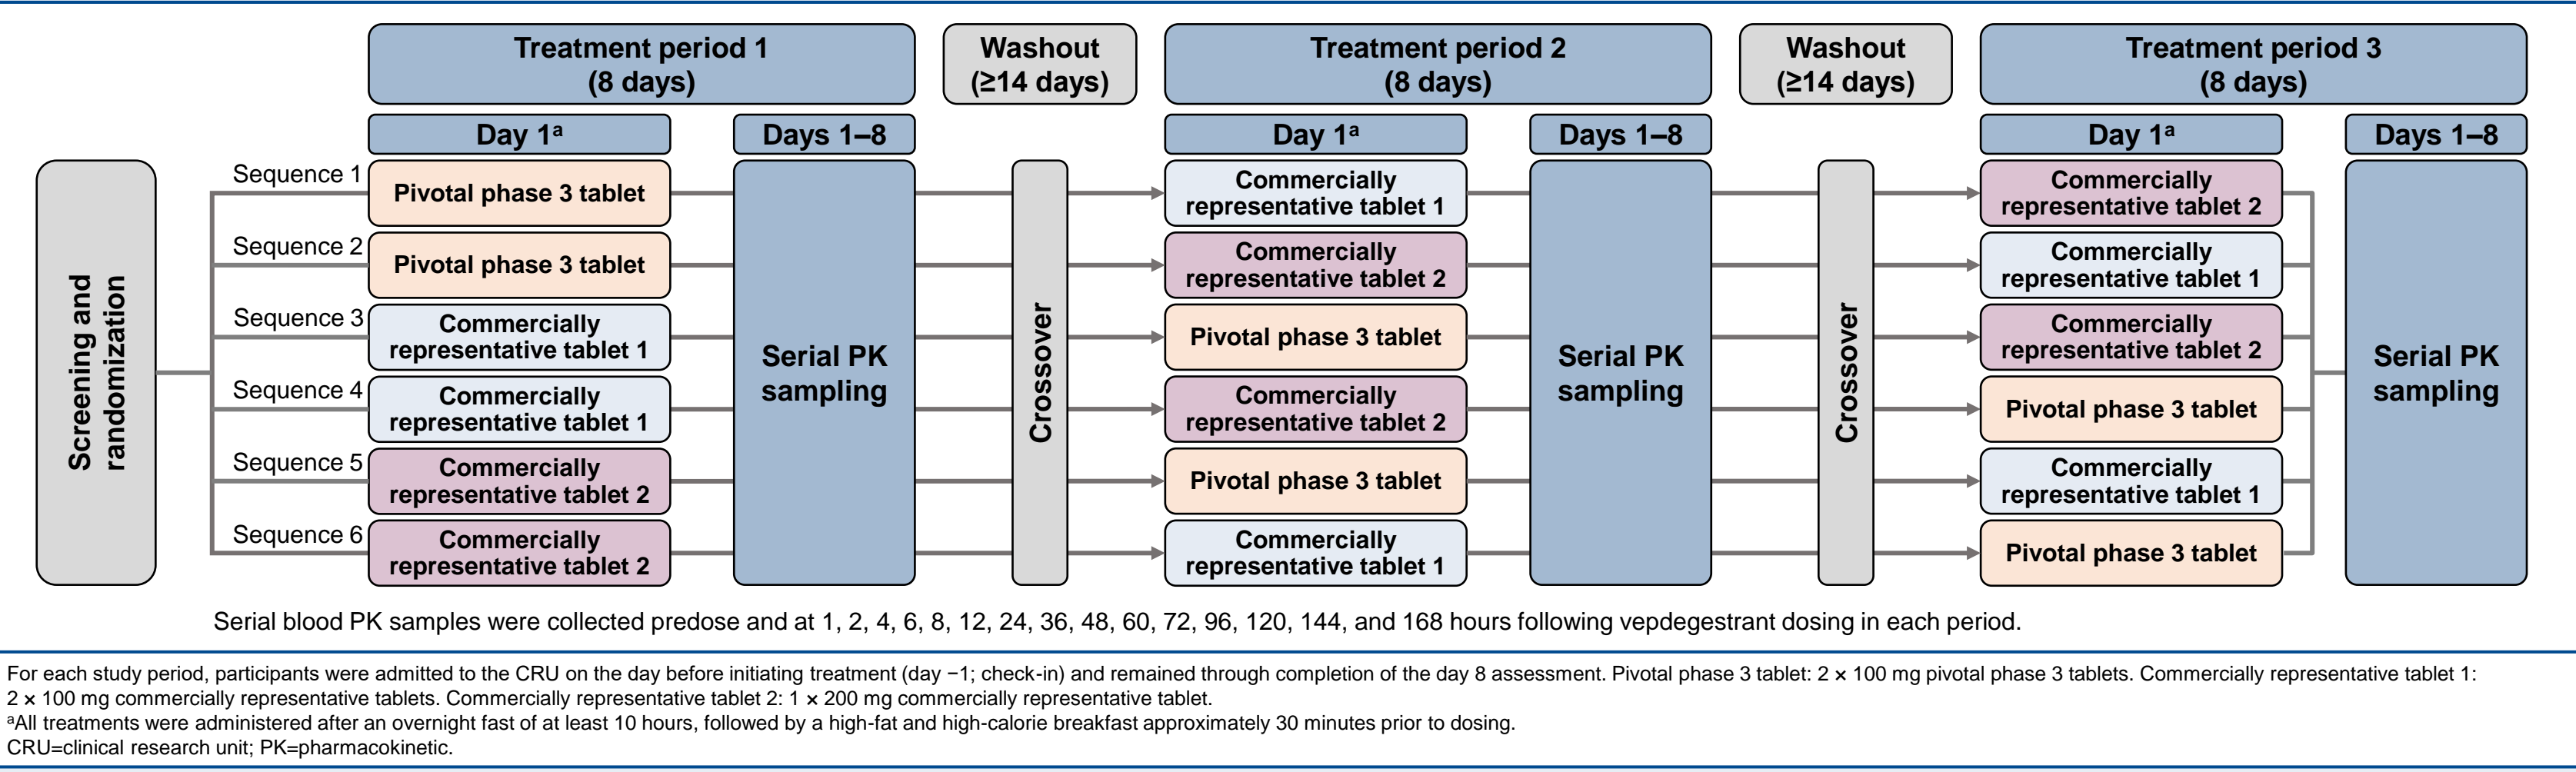 Treatment period 1
(8 days)
Washout
(≥14 days)
Treatment period 2
(8 days)
Washout
(≥14 days)
Treatment period 3
(8 days)
Day 1ᵃ
Days 1–8
Day 1ᵃ
Days 1–8
Day 1ᵃ
Days 1–8
Screening and
randomization
Sequence 1
Pivotal phase 3 tablet
Commercially
representative tablet 1
Commercially
representative tablet 2
Sequence 2
Pivotal phase 3 tablet
Commercially
representative tablet 2
Commercially
representative tablet 1
Sequence 3
Commercially
representative tablet 1
Pivotal phase 3 tablet
Commercially
representative tablet 2
Sequence 4
Commercially
representative tablet 1
Commercially
representative tablet 2
Pivotal phase 3 tablet
Sequence 5
Commercially
representative tablet 2
Pivotal phase 3 tablet
Commercially
representative tablet 1
Sequence 6
Commercially
representative tablet 2
Commercially
representative tablet 1
Pivotal phase 3 tablet
Serial PK
sampling
Crossover
Serial PK
sampling
Crossover
Serial PK
sampling
Serial blood PK samples were collected predose and at 1, 2, 4, 6, 8, 12, 24, 36, 48, 60, 72, 96, 120, 144, and 168 hours following vepdegestrant dosing in each period.
For each study period, participants were admitted to the CRU on the day before initiating treatment (day −1; check-in) and remained through completion of the day 8 assessment. Pivotal phase 3 tablet: 2 × 100 mg pivotal phase 3 tablets. Commercially representative tablet 1:
2 × 100 mg commercially representative tablets. Commercially representative tablet 2: 1 × 200 mg commercially representative tablet.
ᵃAll treatments were administered after an overnight fast of at least 10 hours, followed by a high-fat and high-calorie breakfast approximately 30 minutes prior to dosing.
CRU=clinical research unit; PK=pharmacokinetic.